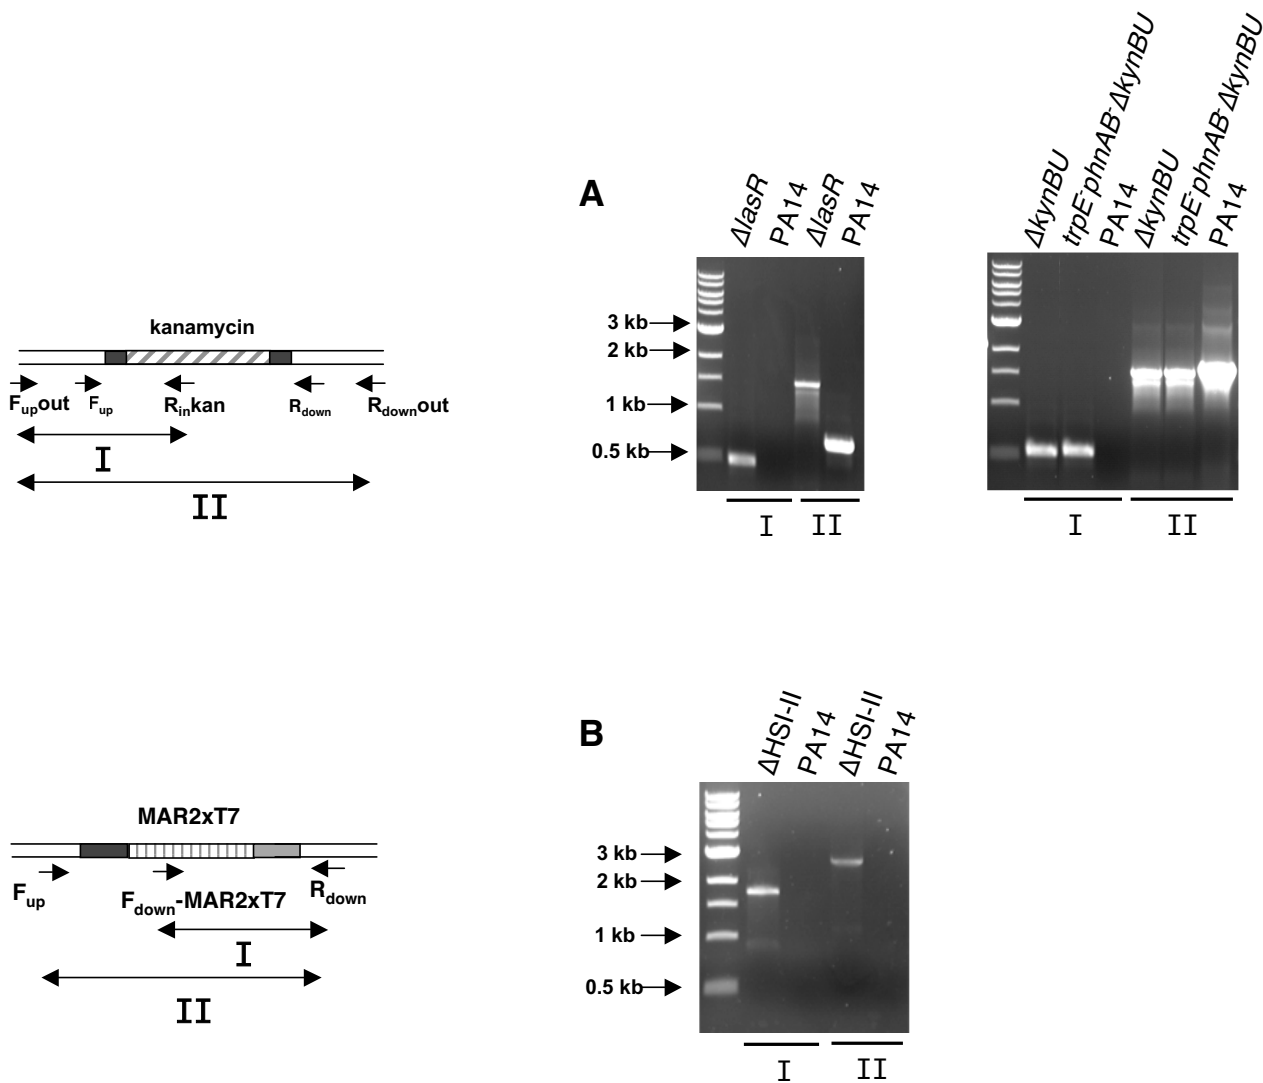 kanamycin
Fupout Fup Rinkan Rdown Rdownout
I
II
A
ΔlasR PA14 ΔlasR PA14
3 kb
2 kb
1 kb
0.5 kb
I II
ΔkynBU trpE-phnAB-ΔkynBU PA14 ΔkynBU trpE-phnAB-ΔkynBU PA14
I II
MAR2xT7
Fup Fdown-MAR2xT7 Rdown
I
II
B
ΔHSI-II PA14 ΔHSI-II PA14
3 kb
2 kb
1 kb
0.5 kb
I II